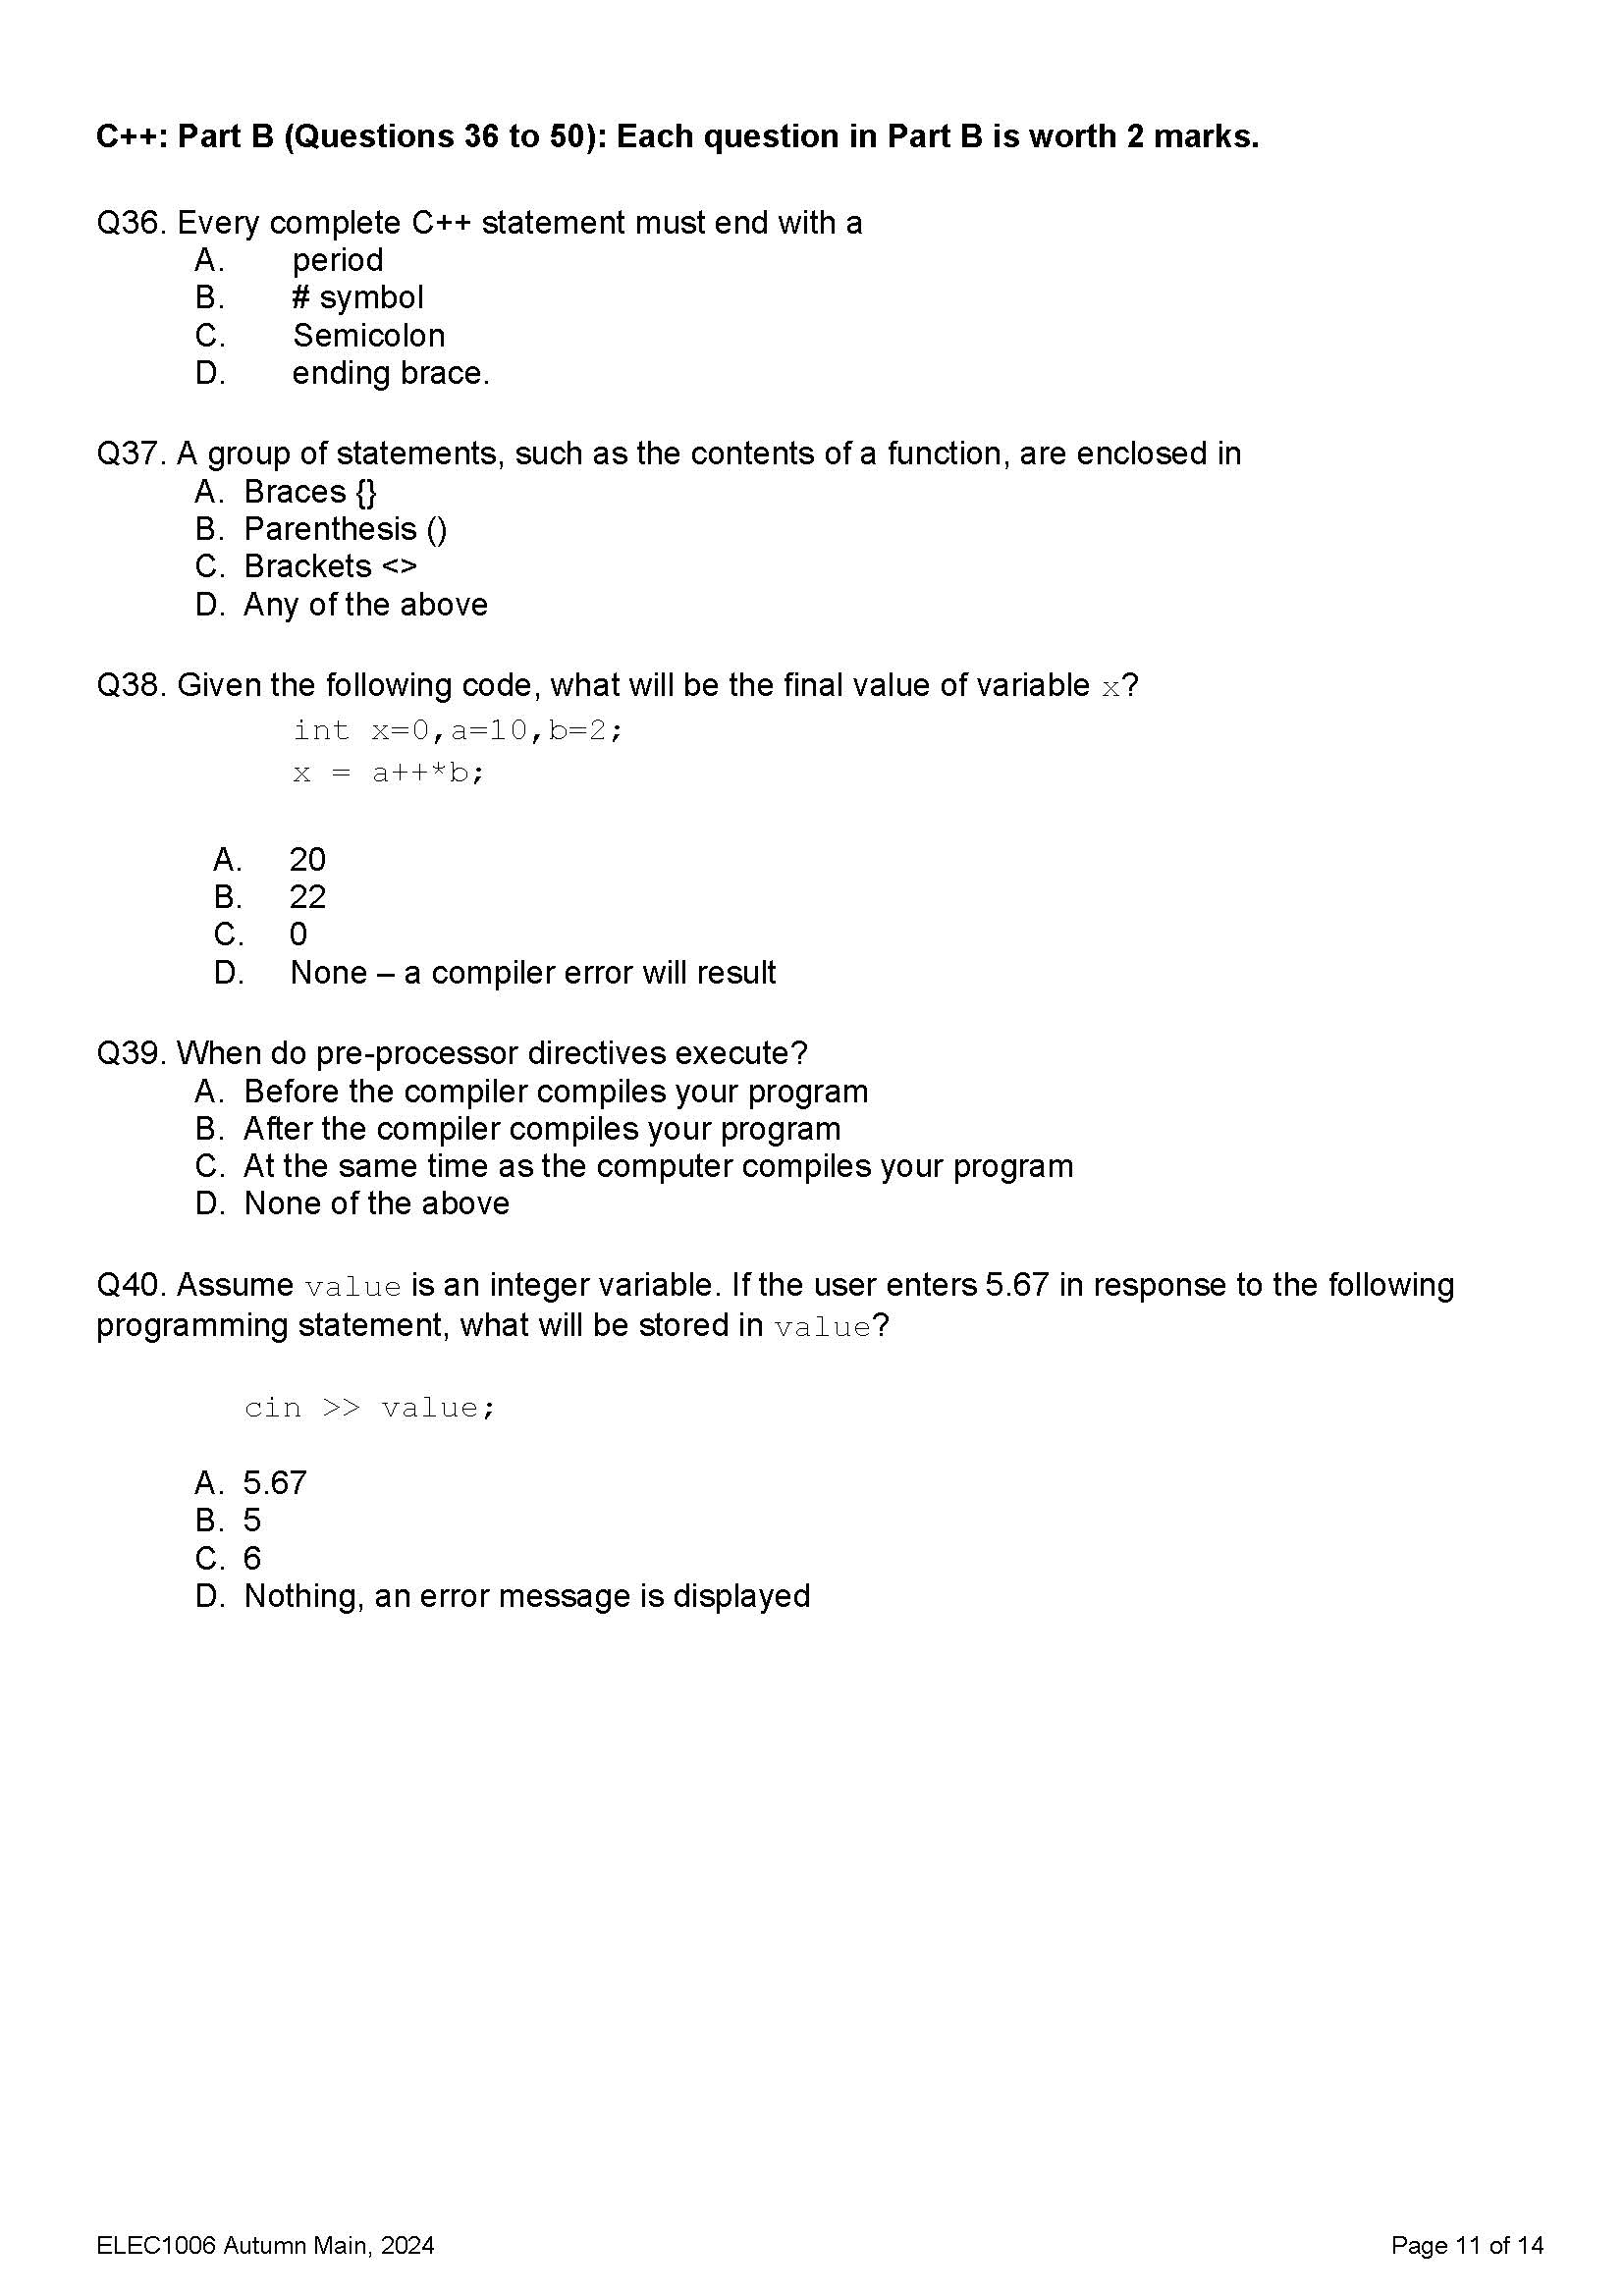 C++: Part B (Questions 36 to 50): Each question in Part B is worth 2 marks.
Q36. Every complete C++ statement must end with a
A. period
B. # symbol
C. Semicolon
D. ending brace.
Q37. A group of statements, such as the contents of a function, are enclosed in
A. Braces {}
B. Parenthesis ()
C. Brackets <>
D. Any of the above
Q38. Given the following code, what will be the final value of variable x?
int x=0,a=10,b=2;
x = a++*b;
A. 20
B. 22
C. 0
D. None – a compiler error will result
Q39. When do pre-processor directives execute?
A. Before the compiler compiles your program
B. After the compiler compiles your program
C. At the same time as the computer compiles your program
D. None of the above
Q40. Assume value is an integer variable. If the user enters 5.67 in response to the following
programming statement, what will be stored in value?
cin >> value;
A. 5.67
B. 5
C. 6
D. Nothing, an error message is displayed
ELEC1006 Autumn Main, 2024 Page 11 of 14